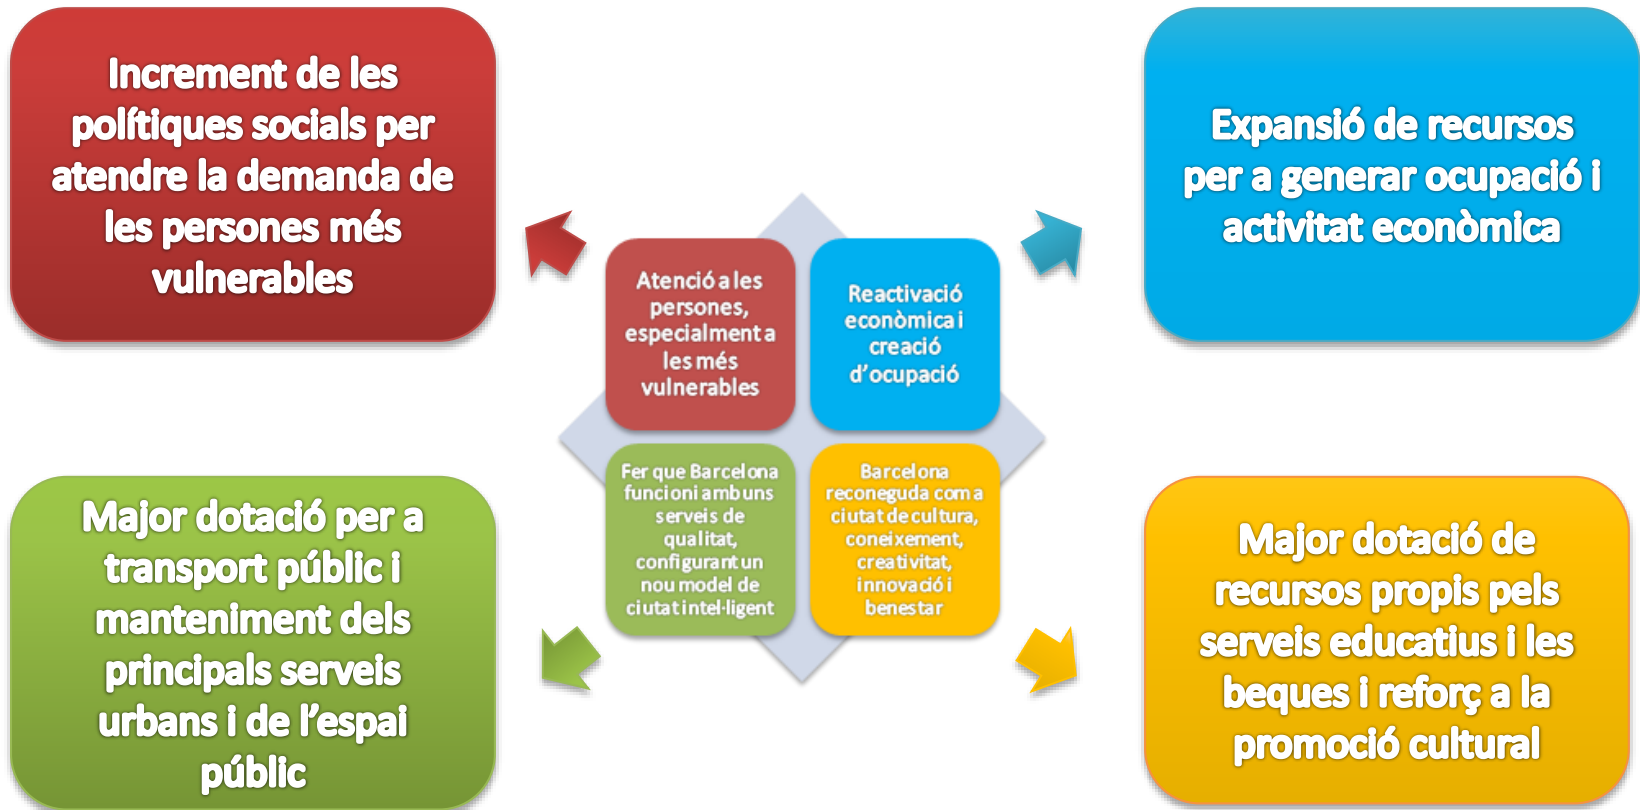 Increment de les
polítiques socials per
atendre la demanda de
les persones més
vulnerables
Expansió de recursos
per a generar ocupació i
activitat econòmica
Atenció a les
persones,
especialment a
les més
vulnerables
Reactivació
econòmica i
creació
d'ocupació
Fer que Barcelona
funcioni amb uns
serveis de
qualitat,
configurant un
nou model de
ciutat intel·ligent
Barcelona
reconeguda com a
ciutat de cultura,
coneixement,
creativitat,
innovació i
benestar
Major dotació per a
transport públic i
manteniment dels
principals serveis
urbans i de l'espai
públic
Major dotació de
recursos propis pels
serveis educatius i les
beques i reforç a la
promoció cultural